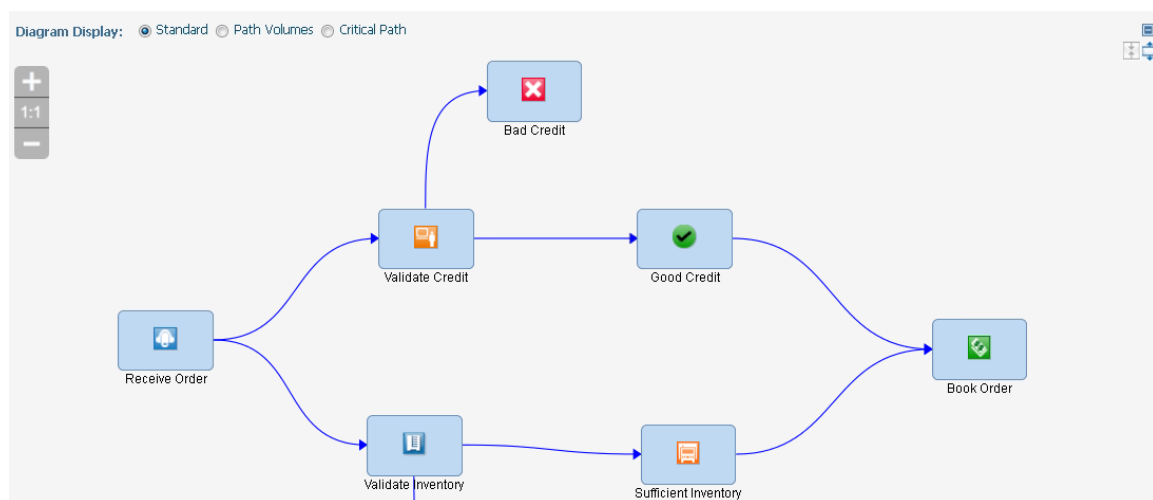 Diagram Display: Standard Path Volumes Critical Path
1:1
Bad Credit
Validate Credit
Good Credit
Receive Order
Book Order
Validate Inventory
Sufficient Inventory